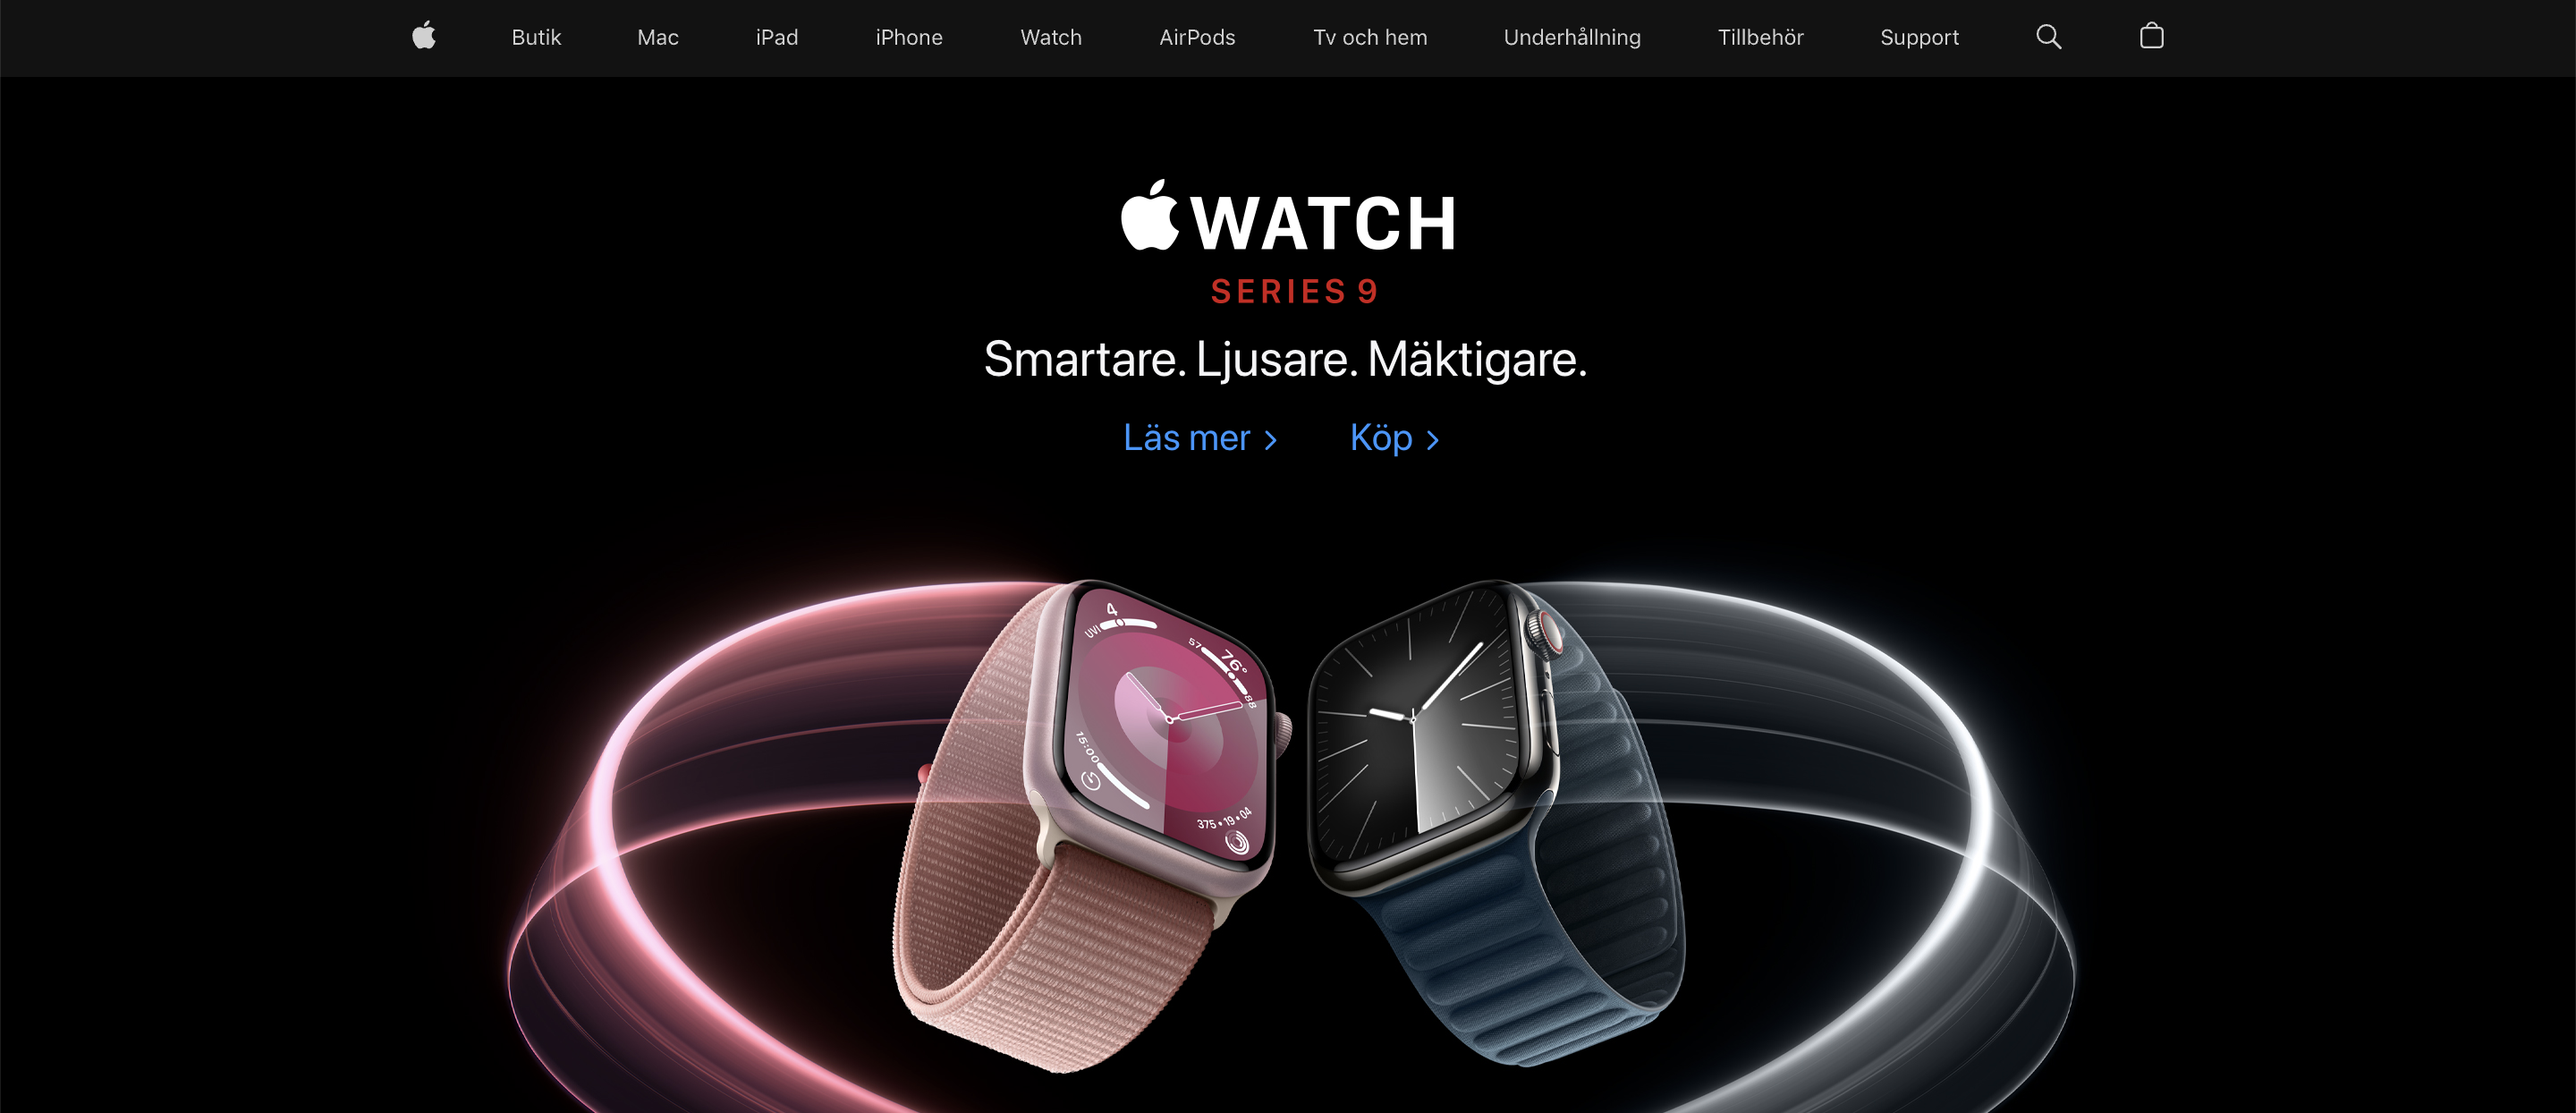 Butik Mac iPad iPhone Watch AirPods Tv och hem Underhållning Tillbehör Support
WATCH
SERIES 9
Smartare. Ljusare. Mäktigare.
Läs mer > Köp >
4
UVI
57 76° 88
15:00
375•19•04